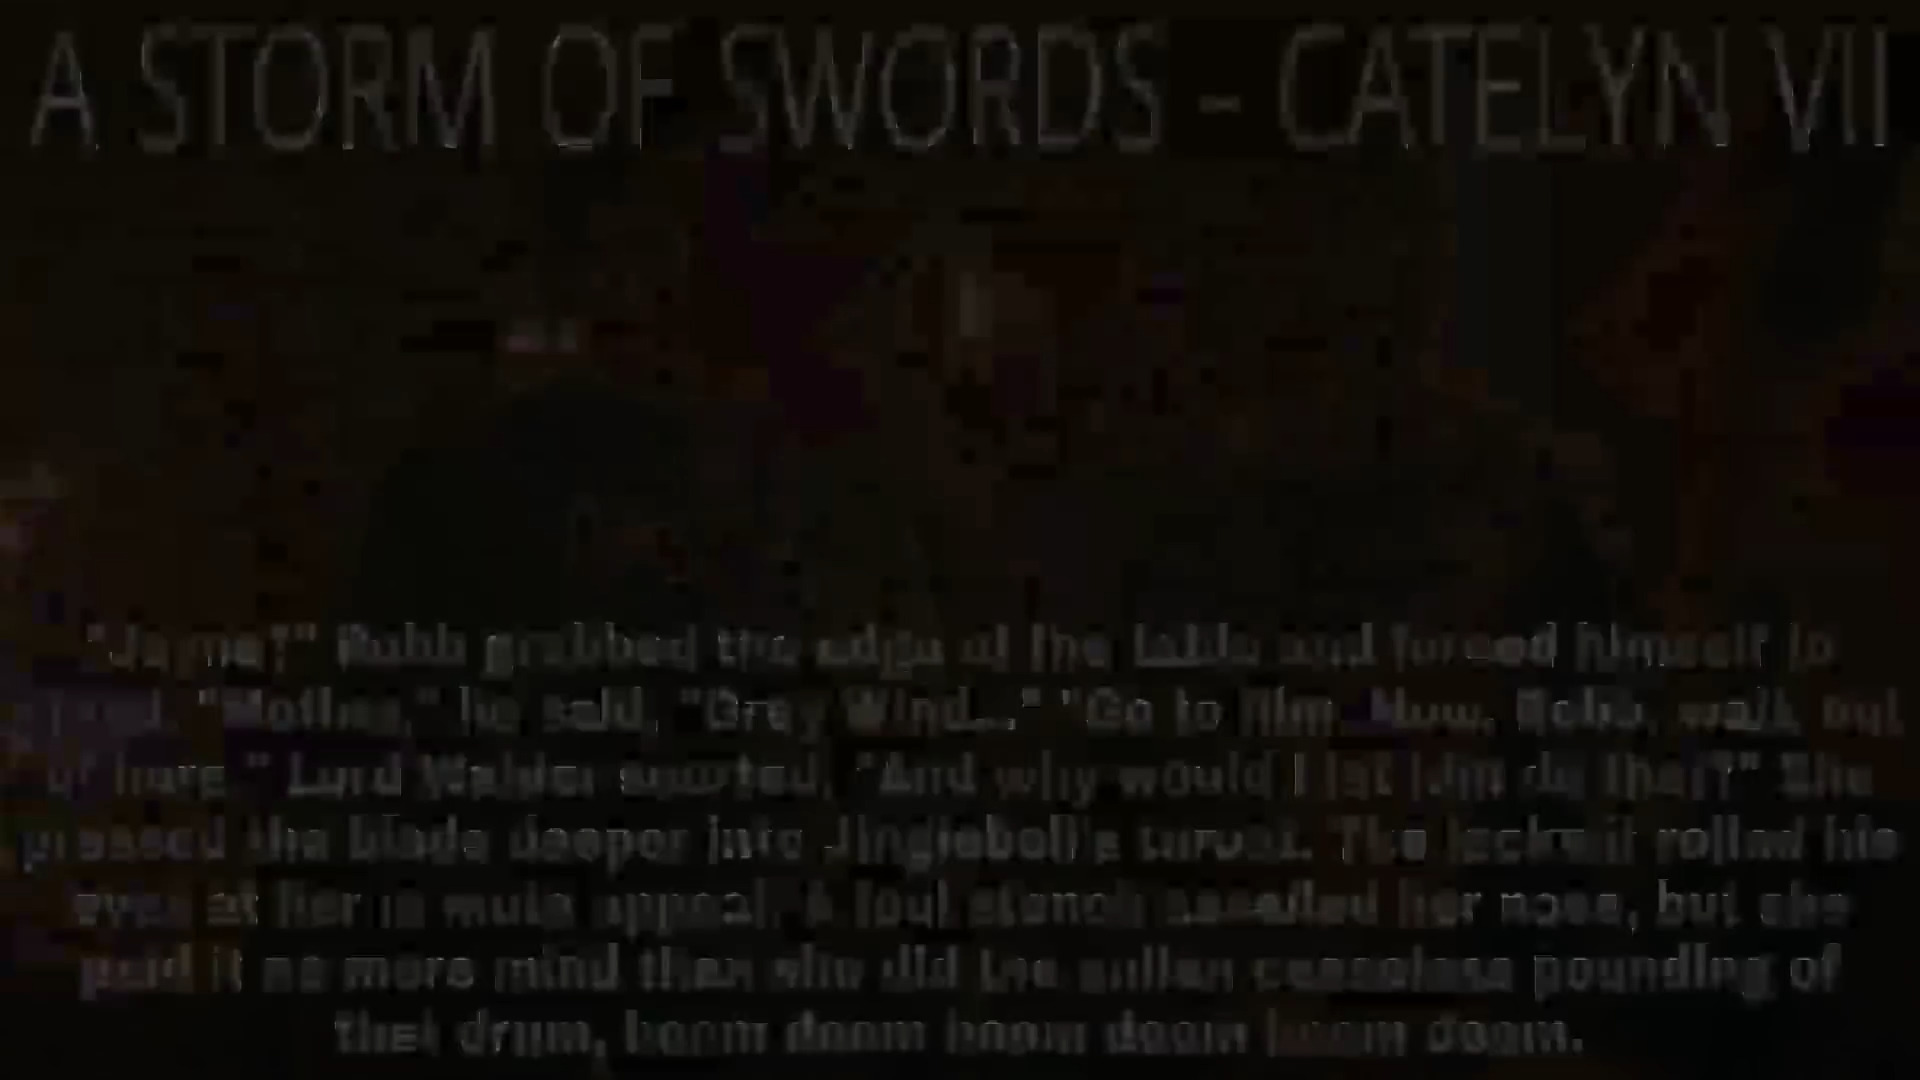 A STORM OF SWORDS - CATELYN VII
"Jeyne?" Robb grabbed the edge of the table and forced himself to
stand. "Mother," he said, "Grey Wind..." "Go to him. Now. Robb, walk out
of here." Lord Walder snorted. "And why would I let him do that?" She
pressed the blade deeper into Jinglebell's throat. The lackwit rolled his
eyes at her in mute appeal. A foul stench assailed her nose, but she
paid it no more mind than she did the sullen ceaseless pounding of
that drum, boom doom boom doom boom doom.